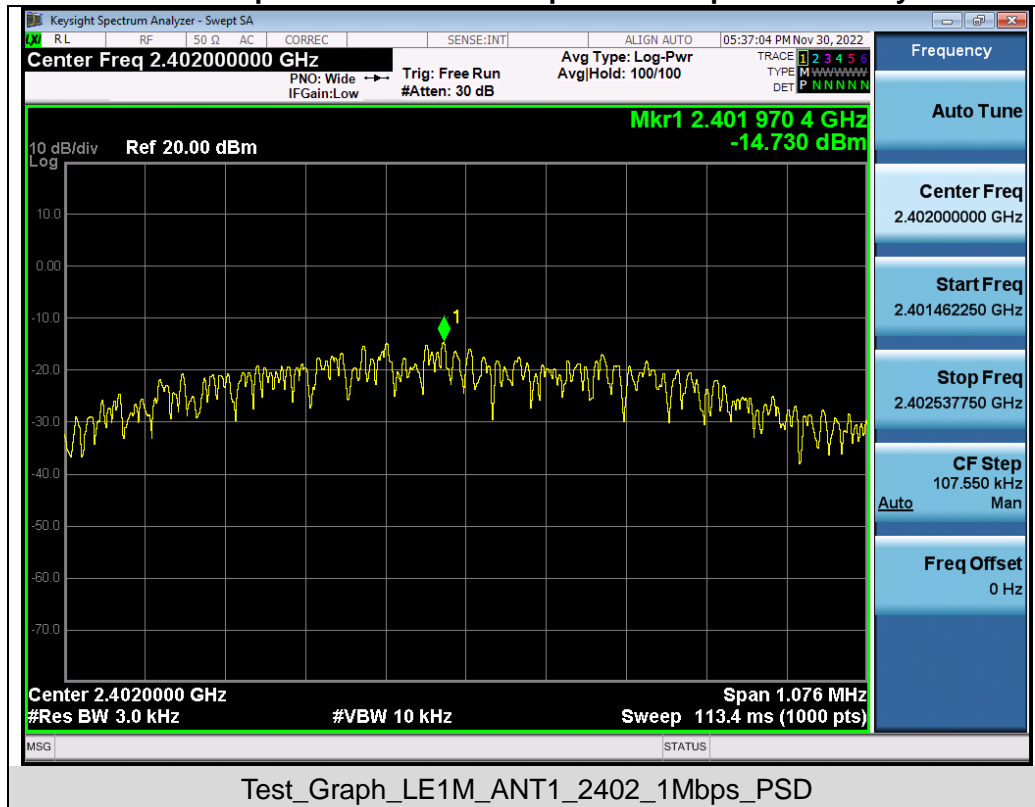 Keysight Spectrum Analyzer - Swept SA
LXI RL RF 50 Ω AC CORREC SENSE:INT ALIGN AUTO 05:37:04 PM Nov 30, 2022
Center Freq 2.402000000 GHz
PNO: Wide
IFGain:Low
Trig: Free Run
#Atten: 30 dB
Avg Type: Log-Pwr
Avg|Hold: 100/100
TRACE 1 2 3 4 5 6
TYPE M WWWWW
DET P N N N N N
Mkr1 2.401 970 4 GHz
-14.730 dBm
10 dB/div Ref 20.00 dBm
Log
10.0
0.00
-10.0
-20.0
-30.0
-40.0
-50.0
-60.0
-70.0
1
Center 2.4020000 GHz Span 1.076 MHz
#Res BW 3.0 kHz #VBW 10 kHz Sweep 113.4 ms (1000 pts)
MSG STATUS
Frequency
Auto Tune
Center Freq
2.402000000 GHz
Start Freq
2.401462250 GHz
Stop Freq
2.402537750 GHz
CF Step
107.550 kHz
Auto Man
Freq Offset
0 Hz
Test_Graph_LE1M_ANT1_2402_1Mbps_PSD